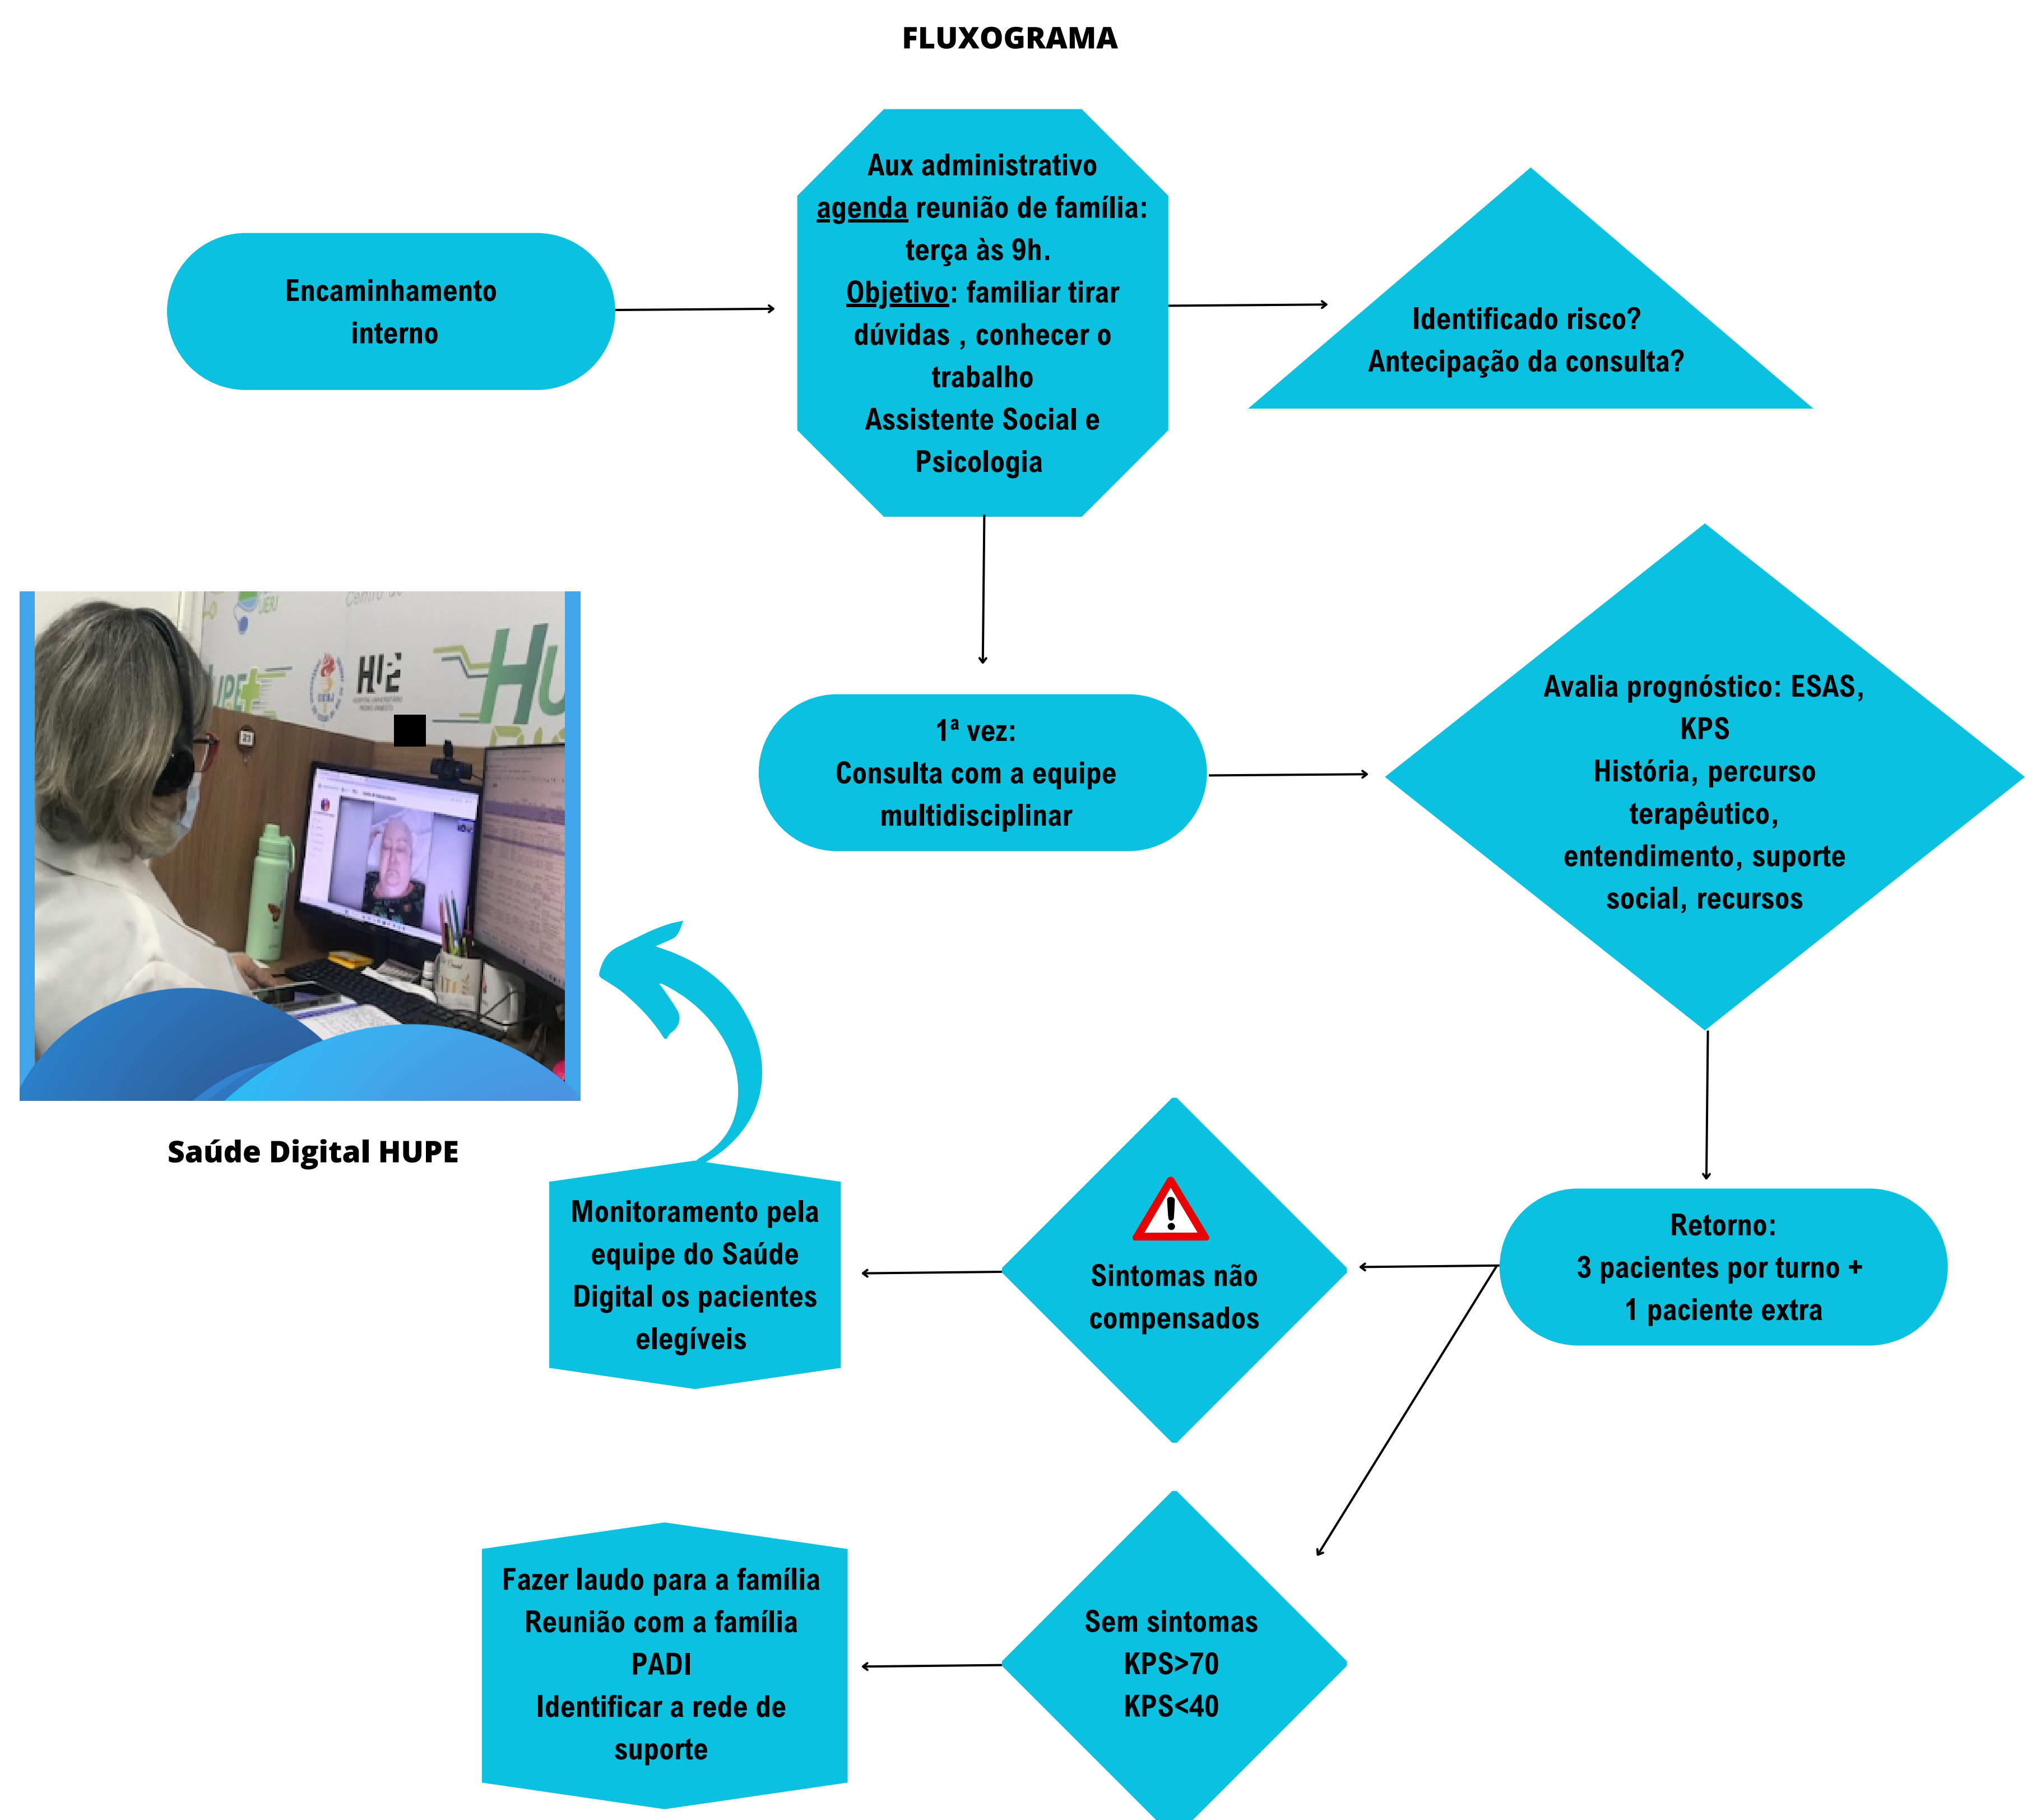 FLUXOGRAMA
Encaminhamento
interno
Aux administrativo
agenda reunião de família:
terça às 9h.
Objetivo: familiar tirar
dúvidas , conhecer o
trabalho
Assistente Social e
Psicologia
Identificado risco?
Antecipação da consulta?
1ª vez:
Consulta com a equipe
multidisciplinar
Avalia prognóstico: ESAS,
KPS
História, percurso
terapêutico,
entendimento, suporte
social, recursos
UERJ
HUPE
23
Saúde Digital HUPE
Retorno:
3 pacientes por turno +
1 paciente extra
Sintomas não
compensados
Monitoramento pela
equipe do Saúde
Digital os pacientes
elegíveis
Sem sintomas
KPS>70
KPS<40
Fazer laudo para a família
Reunião com a família
PADI
Identificar a rede de
suporte